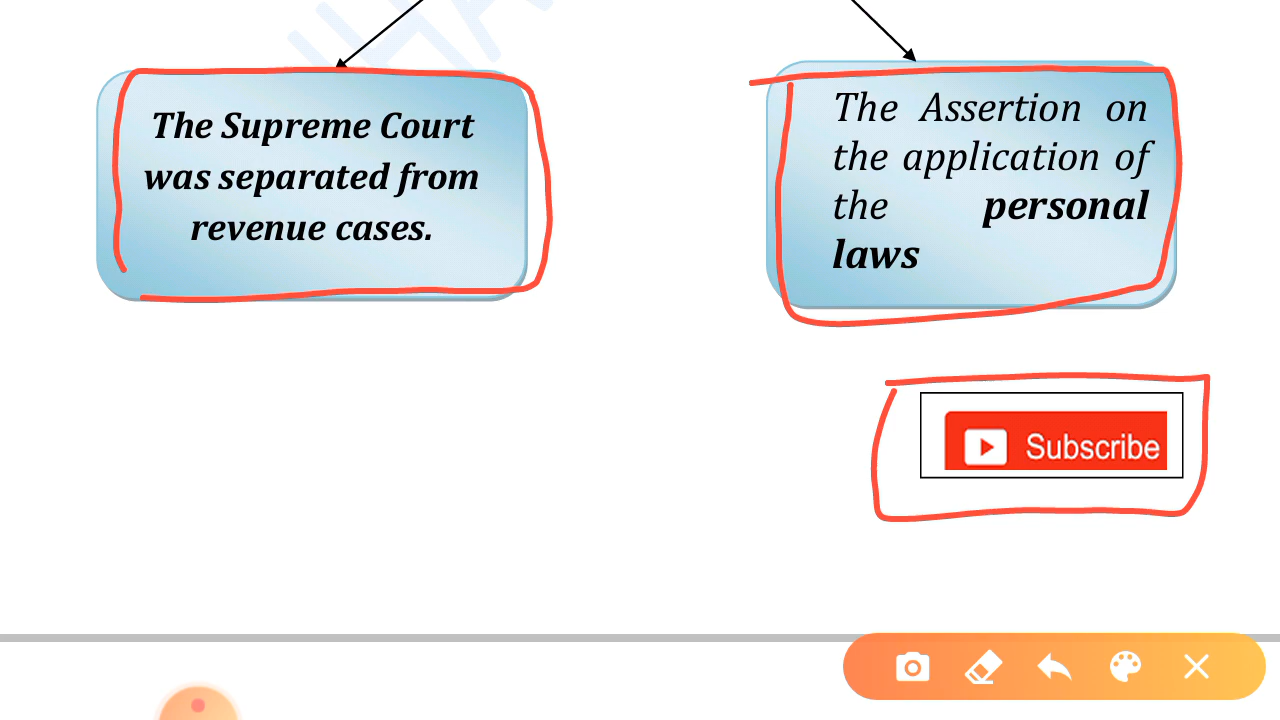 The Supreme Court
was separated from
revenue cases.
The Assertion on
the application of
the personal
laws
Subscribe